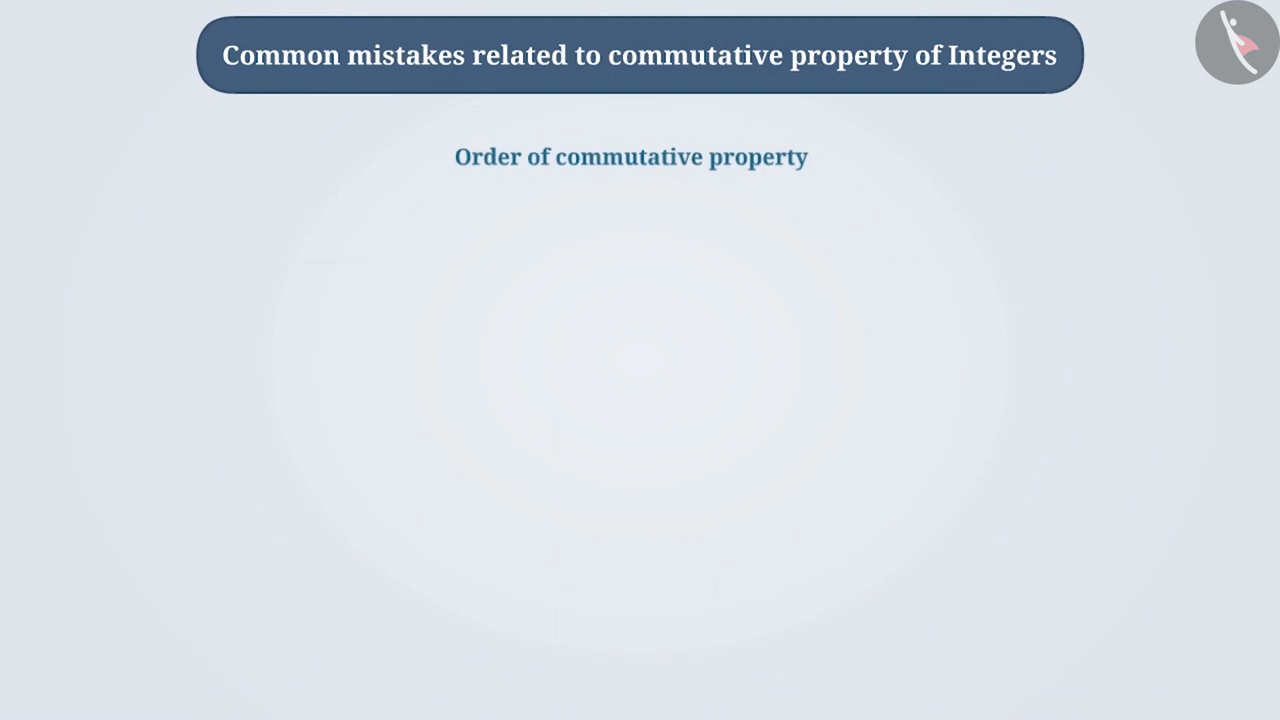 Common mistakes related to commutative property of Integers
Order of commutative property